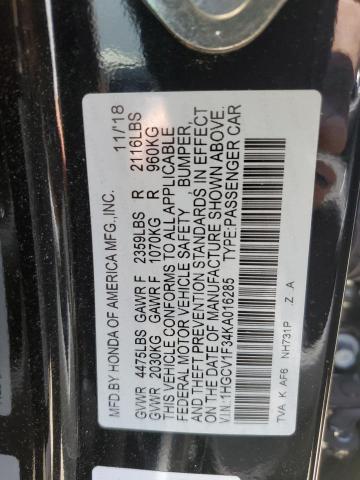 MFD BY HONDA OF AMERICA MFG.,INC. 11/18
GVWR 4475LBS GAWR F 2359LBS R 2116LBS
GVWR 2030KG GAWR F 1070KG R 960KG
THIS VEHICLE CONFORMS TO ALL APPLICABLE
FEDERAL MOTOR VEHICLE SAFETY , BUMPER,
AND THEFT PREVENTION STANDARDS IN EFFECT
ON THE DATE OF MANUFACTURE SHOWN ABOVE.
V.I.N.:1HGCV1F34KA016285 TYPE:PASSENGER CAR
TVA K AF6 NH731P Z A